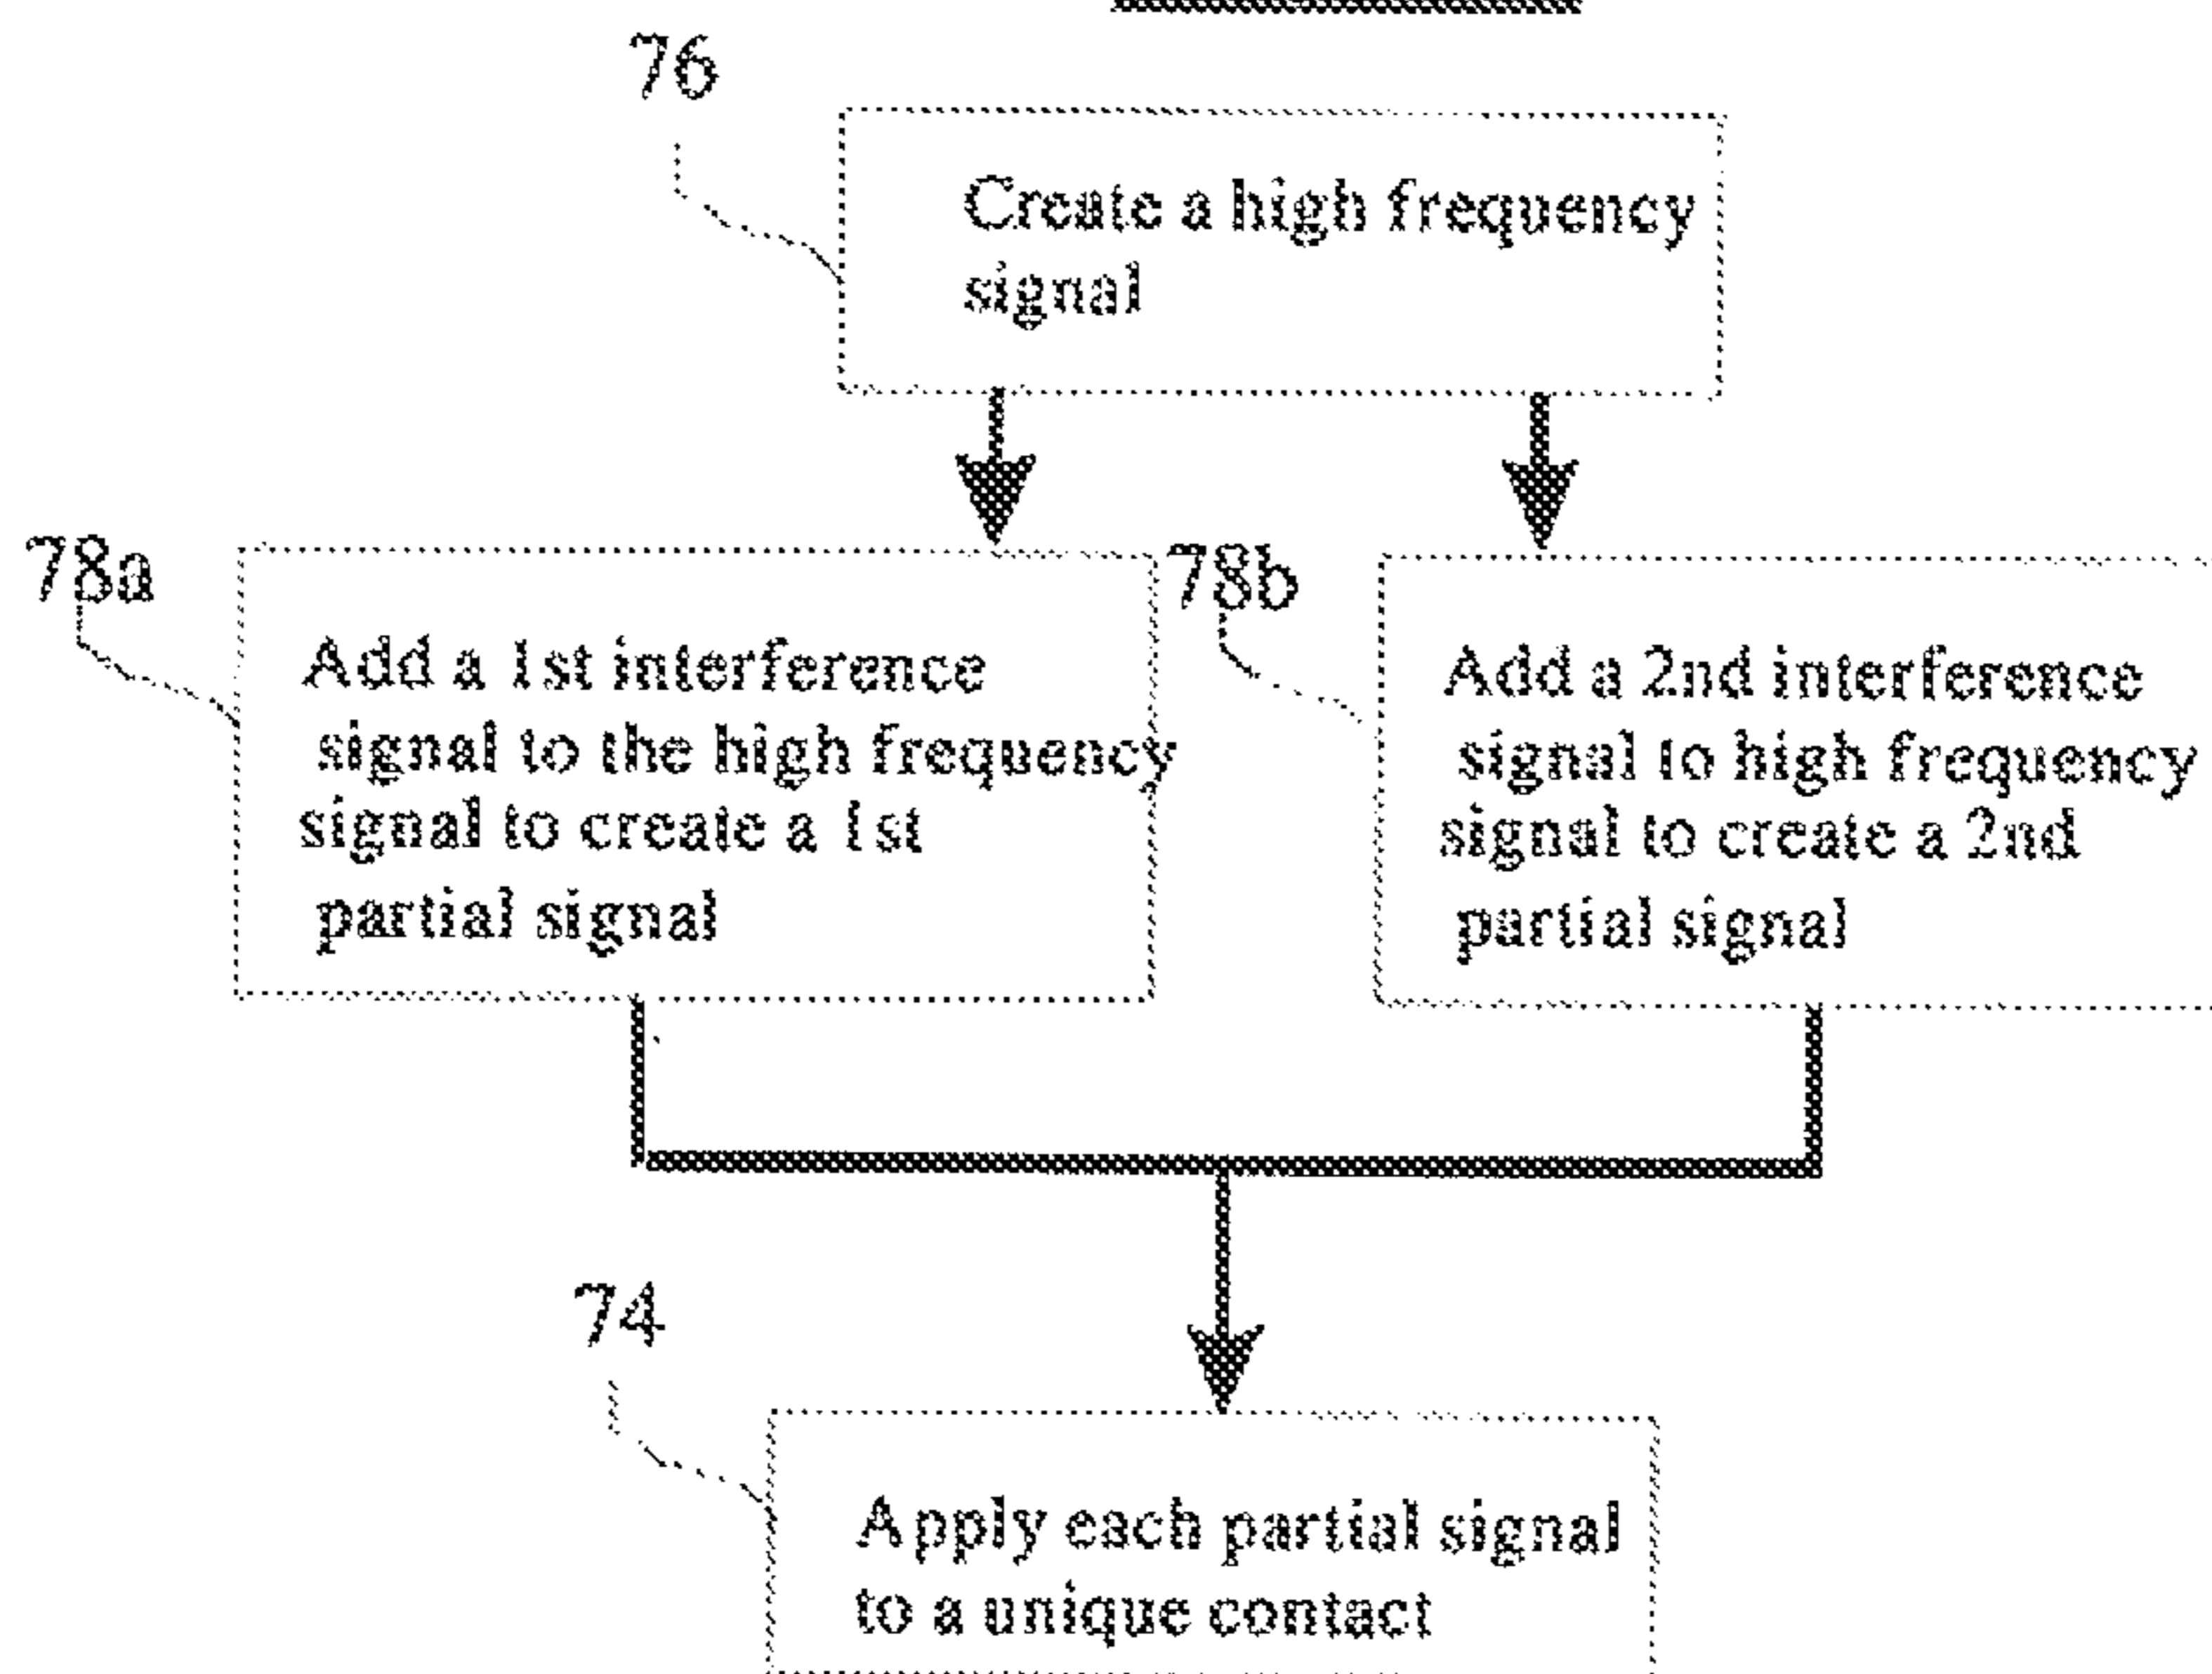 76
Create a high frequency
signal
78a
Add a 1st interference
signal to the high frequency
signal to create a 1st
partial signal
78b
Add a 2nd interference
signal to high frequency
signal to create a 2nd
partial signal
74
Apply each partial signal
to a unique contact